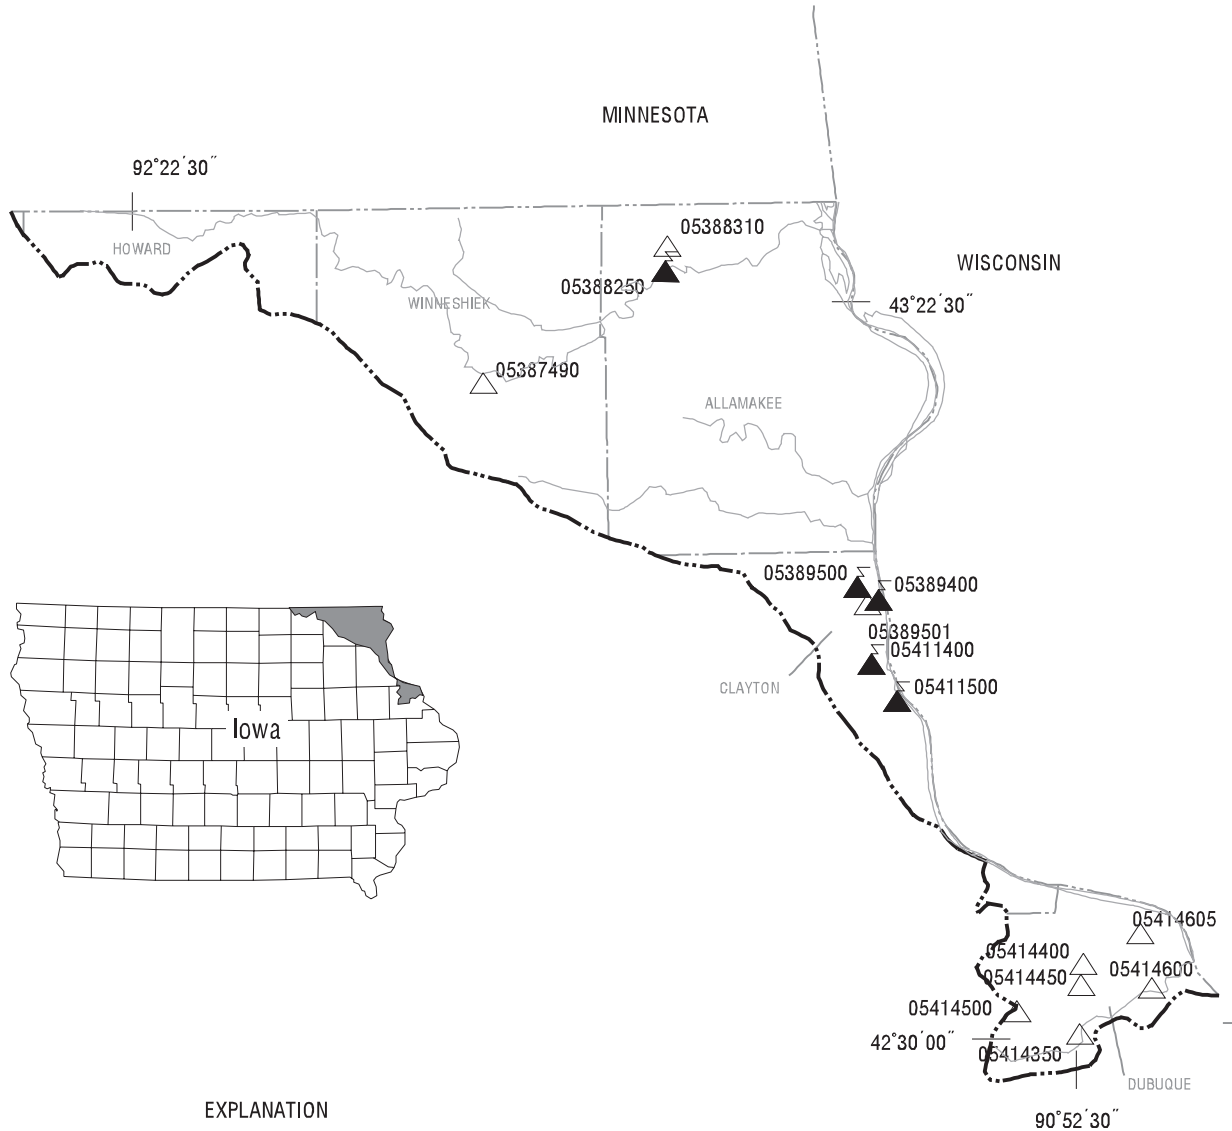 MINNESOTA
92°22´30˝
05388310
HOWARD
WISCONSIN
05388250
WINNESHIEK
43°22´30˝
05387490
ALLAMAKEE
05389500
05389400
05389501
05411400
CLAYTON
05411500
Iowa
05414605
05414400
05414450
05414600
05414500
42°30´00˝
05414350
DUBUQUE
EXPLANATION
90°52´30˝